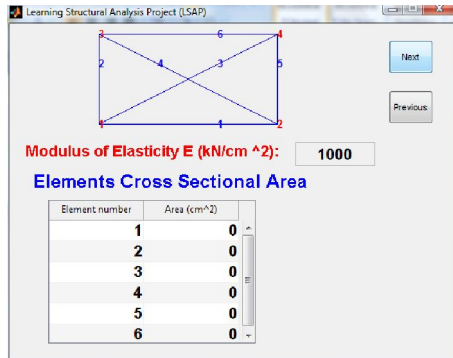 Learning Structural Analysis Project (LSAP)
3 6 4
2 4 3 5
1 4 2
Next
Previous
Modulus of Elasticity E (kN/cm ^2): 1000
Elements Cross Sectional Area
Element number Area (cm^2)
1 0
2 0
3 0
4 0
5 0
6 0